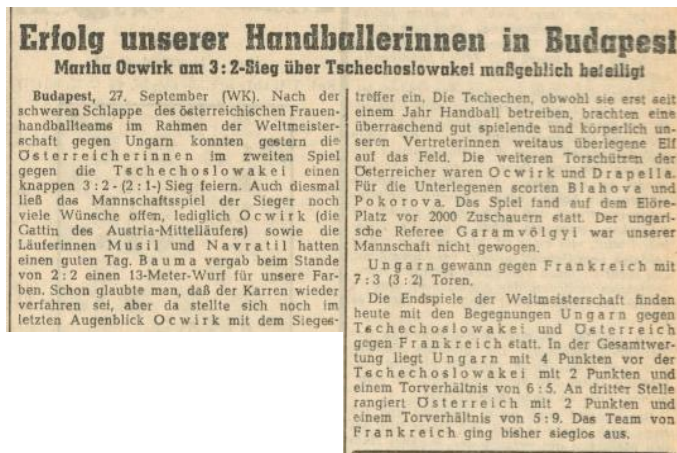 Erfolg unserer Handballerinnen in Budapest
Martha Ocwirk am 3:2-Sieg über Tschechoslowakei maßgeblich beteiligt
Budapest, 27. September (WK). Nach der
schweren Schlappe des österreichischen Frauen-
handballteams im Rahmen der Weltmeister-
schaft gegen Ungarn konnten gestern die
Österreicherinnen im zweiten Spiel
gegen die Tschechoslowakei einen
knappen 3:2- (2:1-) Sieg feiern. Auch diesmal
ließ das Mannschaftsspiel der Sieger noch
viele Wünsche offen, lediglich Ocwirk (die
Gattin des Austria-Mittelläufers) sowie die
Läuferinnen Musil und Navratil hatten
einen guten Tag. Bauma vergab beim Stande
von 2:2 einen 13-Meter-Wurf für unsere Far-
ben. Schon glaubte man, daß der Karren wieder
verfahren sei, aber da stellte sich noch im
letzten Augenblick Ocwirk mit dem Sieges-
treffer ein. Die Tschechen, obwohl sie erst seit
einem Jahr Handball betreiben, brachten eine
überraschend gut spielende und körperlich un-
seren Vertreterinnen weitaus überlegene Elf
auf das Feld. Die weiteren Torschützen der
Österreicher waren Ocwirk und Drapella.
Für die Unterlegenen scorten Blahova und
Pokorova. Das Spiel fand auf dem Elöre-
Platz vor 2000 Zuschauern statt. Der ungari-
sche Referee Garamvölgyi war unserer
Mannschaft nicht gewogen.
Ungarn gewann gegen Frankreich mit
7:3 (3:2) Toren.
Die Endspiele der Weltmeisterschaft finden
heute mit den Begegnungen Ungarn gegen
Tschechoslowakei und Österreich
gegen Frankreich statt. In der Gesamtwer-
tung liegt Ungarn mit 4 Punkten vor der
Tschechoslowakei mit 2 Punkten und
einem Torverhältnis von 6:5. An dritter Stelle
rangiert Österreich mit 2 Punkten und
einem Torverhältnis von 5:9. Das Team von
Frankreich ging bisher sieglos aus.